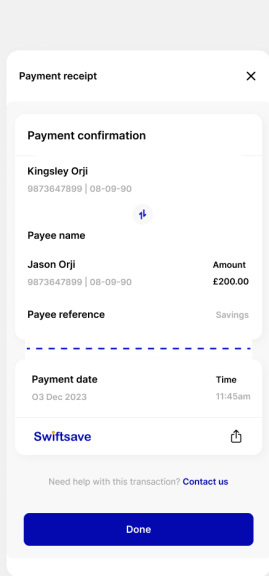 Payment receipt
Payment confirmation
Kingsley Orji
9873647899 | 08-09-90
Payee name
Jason Orji Amount
9873647899 | 08-09-90 £200.00
Payee reference Savings
Payment date Time
O3 Dec 2023 11:45am
Swiftsave
Need help with this transaction? Contact us
Done